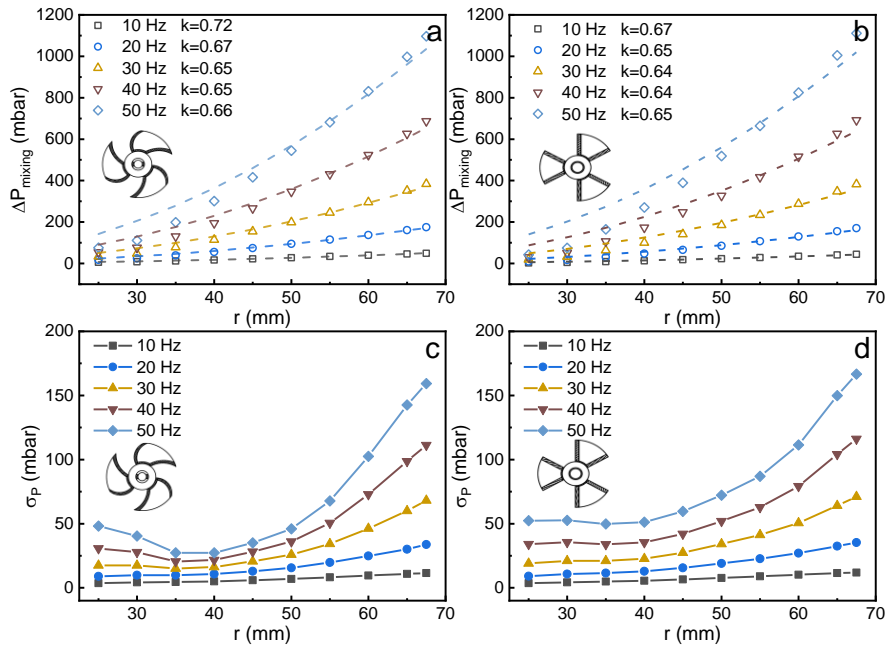 a
10 Hz k=0.72
20 Hz k=0.67
30 Hz k=0.65
40 Hz k=0.65
50 Hz k=0.66
1200
1000
800
600
400
200
0
ΔPmixing (mbar)
30 40 50 60 70
r (mm)
b
10 Hz k=0.67
20 Hz k=0.65
30 Hz k=0.64
40 Hz k=0.64
50 Hz k=0.65
1200
1000
800
600
400
200
0
ΔPmixing (mbar)
30 40 50 60 70
r (mm)
c
10 Hz
20 Hz
30 Hz
40 Hz
50 Hz
200
150
100
50
0
σP (mbar)
30 40 50 60 70
r (mm)
d
10 Hz
20 Hz
30 Hz
40 Hz
50 Hz
200
150
100
50
0
σP (mbar)
30 40 50 60 70
r (mm)